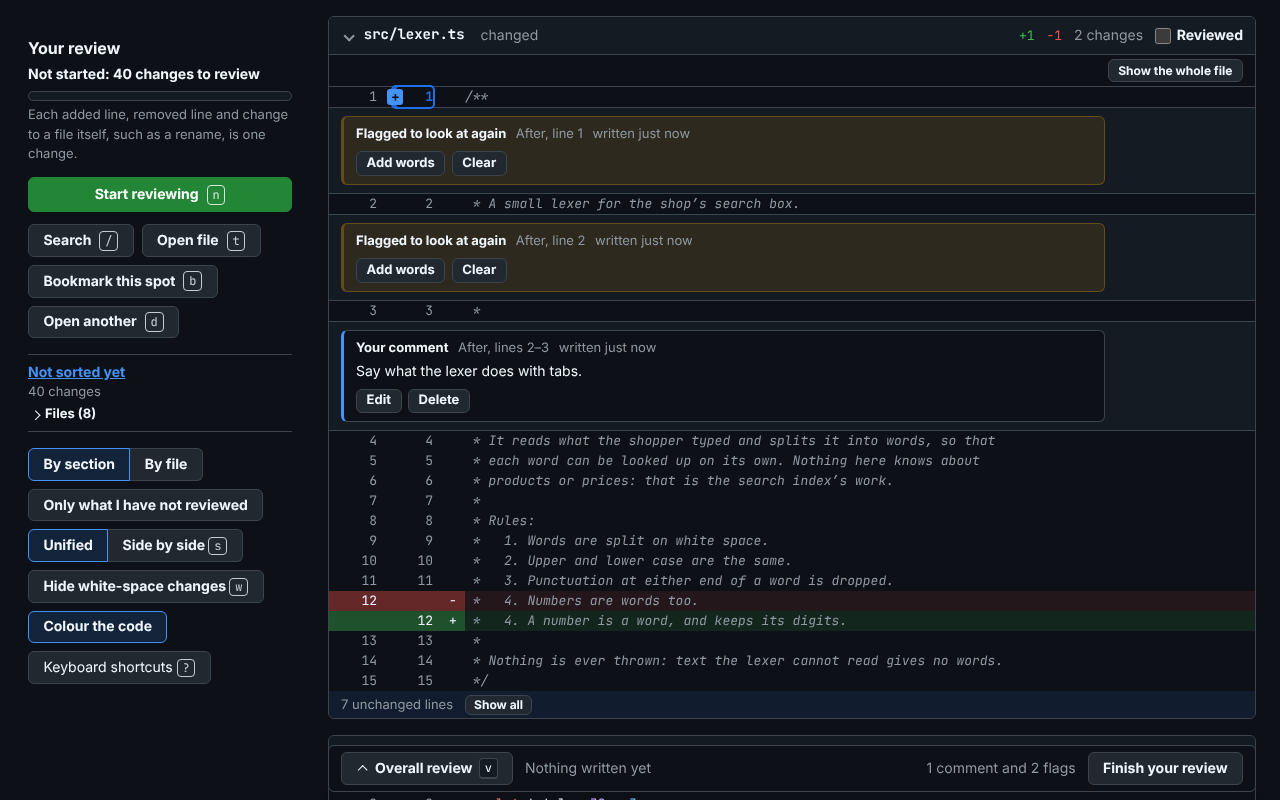 Your review
Not started: 40 changes to review
Each added line, removed line and change
to a file itself, such as a rename, is one
change.
Start reviewing n
Search / Open file t
Bookmark this spot b
Open another d
Not sorted yet
40 changes
Files (8)
By section By file
Only what I have not reviewed
Unified Side by side s
Hide white-space changes w
Colour the code
Keyboard shortcuts ?
src/lexer.ts changed +1 -1 2 changes Reviewed
Show the whole file
1 + 1 /**
Flagged to look at again After, line 1 written just now
Add words Clear
2 2 * A small lexer for the shop’s search box.
Flagged to look at again After, line 2 written just now
Add words Clear
3 3 *
Your comment After, lines 2–3 written just now
Say what the lexer does with tabs.
Edit Delete
4 4 * It reads what the shopper typed and splits it into words, so that
5 5 * each word can be looked up on its own. Nothing here knows about
6 6 * products or prices: that is the search index’s work.
7 7 *
8 8 * Rules:
9 9 * 1. Words are split on white space.
10 10 * 2. Upper and lower case are the same.
11 11 * 3. Punctuation at either end of a word is dropped.
12 - * 4. Numbers are words too.
12 + * 4. A number is a word, and keeps its digits.
13 13 *
14 14 * Nothing is ever thrown: text the lexer cannot read gives no words.
15 15 */
7 unchanged lines Show all
Overall review v Nothing written yet 1 comment and 2 flags Finish your review